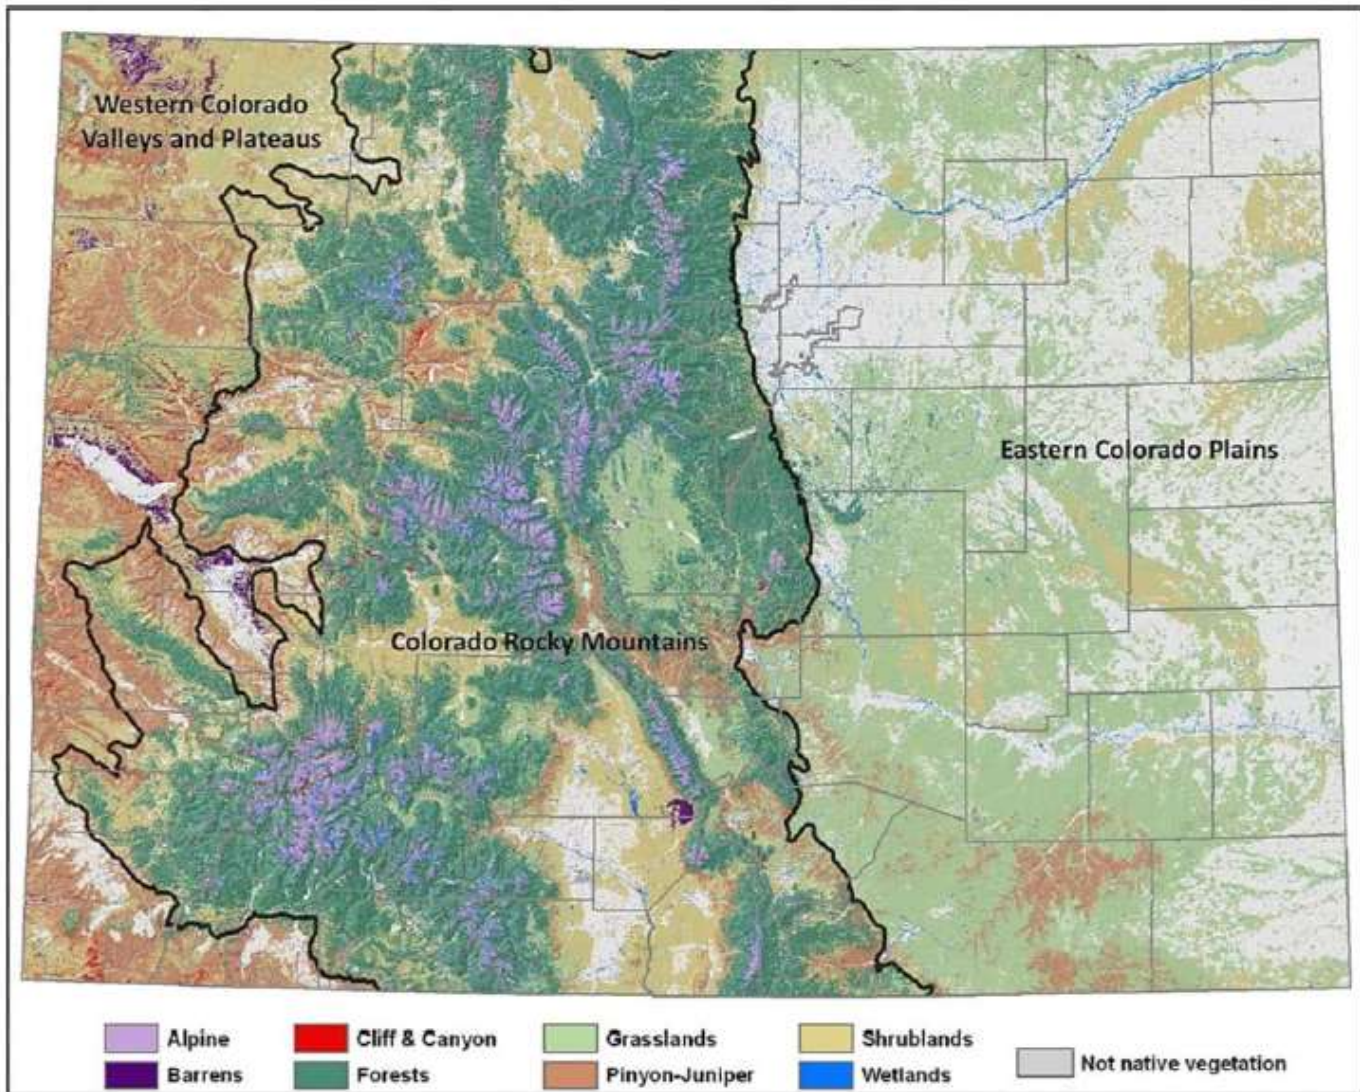 Western Colorado
Valleys and Plateaus
Eastern Colorado Plains
Colorado Rocky Mountains
Alpine
Cliff & Canyon
Grasslands
Shrublands
Not native vegetation
Barrens
Forests
Pinyon-Juniper
Wetlands